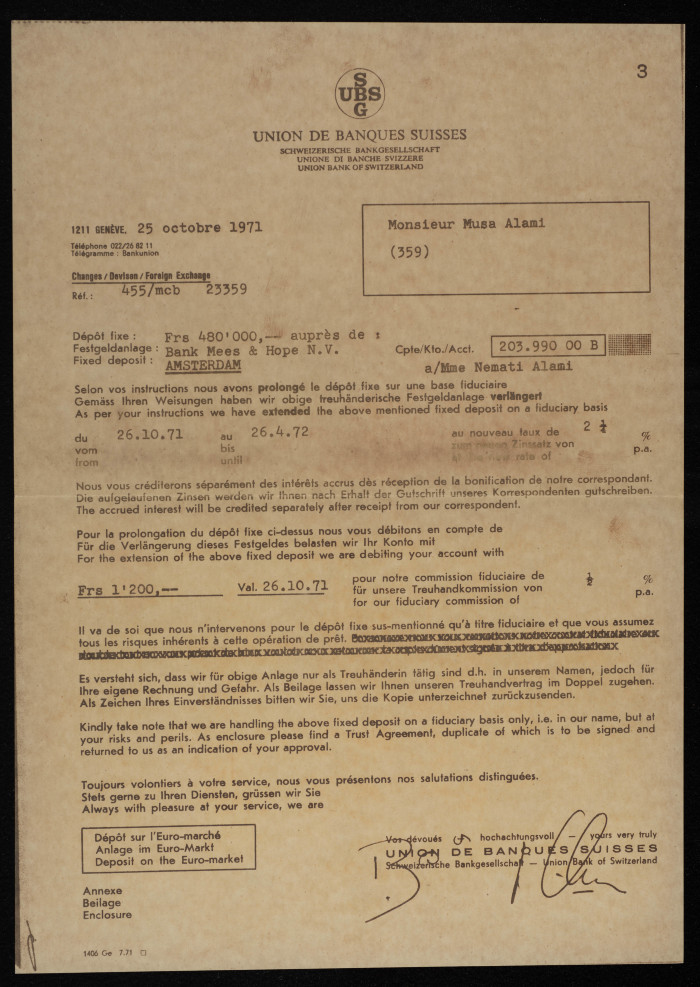 3
S
UBS
G
UNION DE BANQUES SUISSES
SCHWEIZERISCHE BANKGESELLSCHAFT
UNIONE DI BANCHE SVIZZERE
UNION BANK OF SWITZERLAND
1211 GENÈVE, 25 octobre 1971
Téléphone 022/26 82 11
Télégramme : Bankunion
Monsieur Musa Alami
(359)
Changes / Devisen / Foreign Exchange
Réf.: 455/mcb 23359
Dépôt fixe : Frs 480'000,-- auprès de :
Festgeldanlage : Bank Mees & Hope N.V.
Fixed deposit : AMSTERDAM
Cpte/Kto./Acct. 203.990 00 B
a/Mme Nemati Alami
Selon vos instructions nous avons prolongé le dépôt fixe sur une base fiduciaire
Gemäss Ihren Weisungen haben wir obige treuhänderische Festgeldanlage verlängert
As per your instructions we have extended the above mentioned fixed deposit on a fiduciary basis
du 26.10.71 au 26.4.72 au nouveau taux de 2 ½ %
vom bis zum neuen Zinssatz von p.a.
from until at the new rate of
Nous vous créditerons séparément des intérêts accrus dès réception de la bonification de notre correspondant.
Die aufgelaufenen Zinsen werden wir Ihnen nach Erhalt der Gutschrift unseres Korrespondenten gutschreiben.
The accrued interest will be credited separately after receipt from our correspondent.
Pour la prolongation du dépôt fixe ci-dessus nous vous débitons en compte de
Für die Verlängerung dieses Festgeldes belasten wir Ihr Konto mit
For the extension of the above fixed deposit we are debiting your account with
Frs 1'200,-- Val. 26.10.71 pour notre commission fiduciaire de ½ %
für unsere Treuhandkommission von p.a.
for our fiduciary commission of
Il va de soi que nous n'intervenons pour le dépôt fixe sus-mentionné qu'à titre fiduciaire et que vous assumez
tous les risques inhérents à cette opération de prêt.
Es versteht sich, dass wir für obige Anlage nur als Treuhänderin tätig sind d.h. in unserem Namen, jedoch für
Ihre eigene Rechnung und Gefahr. Als Beilage lassen wir Ihnen unseren Treuhandvertrag im Doppel zugehen.
Als Zeichen Ihres Einverständnisses bitten wir Sie, uns die Kopie unterzeichnet zurückzusenden.
Kindly take note that we are handling the above fixed deposit on a fiduciary basis only, i.e. in our name, but at
your risks and perils. As enclosure please find a Trust Agreement, duplicate of which is to be signed and
returned to us as an indication of your approval.
Toujours volontiers à votre service, nous vous présentons nos salutations distinguées.
Stets gerne zu Ihren Diensten, grüssen wir Sie
Always with pleasure at your service, we are
Dépôt sur l'Euro-marché
Anlage im Euro-Markt
Deposit on the Euro-market
Vos dévoués — hochachtungsvoll — yours very truly
UNION DE BANQUES SUISSES
Schweizerische Bankgesellschaft — Union Bank of Switzerland
Annexe
Beilage
Enclosure
1406 Ge 7.71